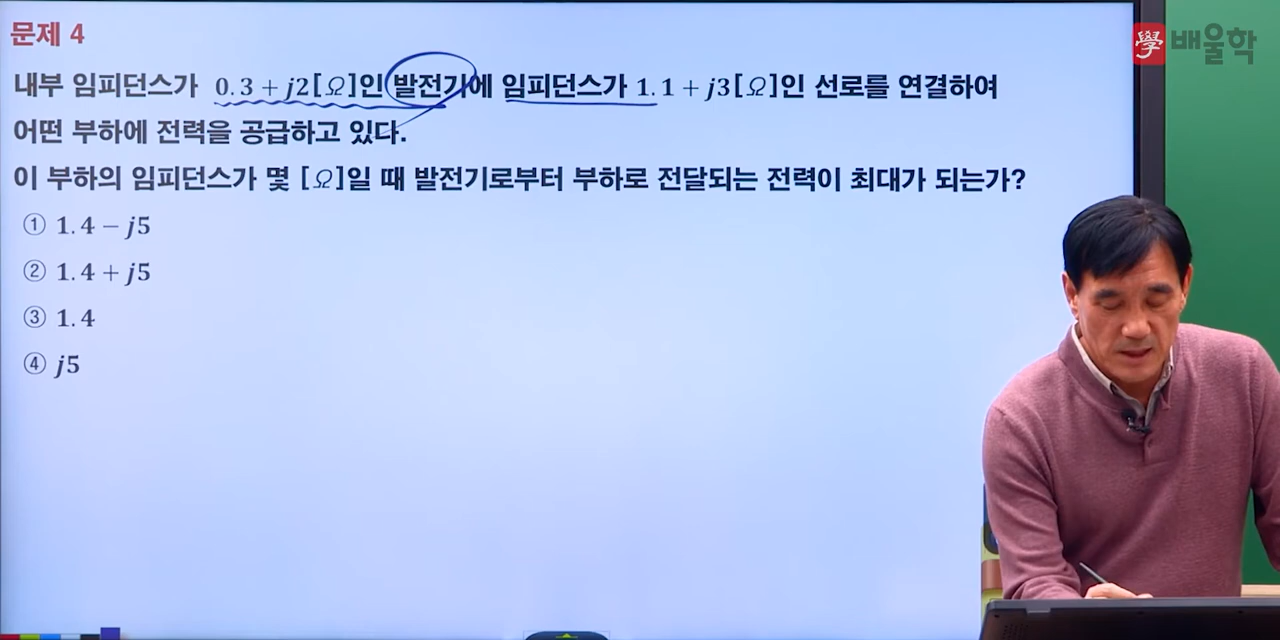 문제 4
學 배울학
내부 임피던스가 0.3 + j2[Ω]인 발전기에 임피던스가 1.1 + j3[Ω]인 선로를 연결하여
어떤 부하에 전력을 공급하고 있다.
이 부하의 임피던스가 몇 [Ω]일 때 발전기로부터 부하로 전달되는 전력이 최대가 되는가?
① 1.4 − j5
② 1.4 + j5
③ 1.4
④ j5